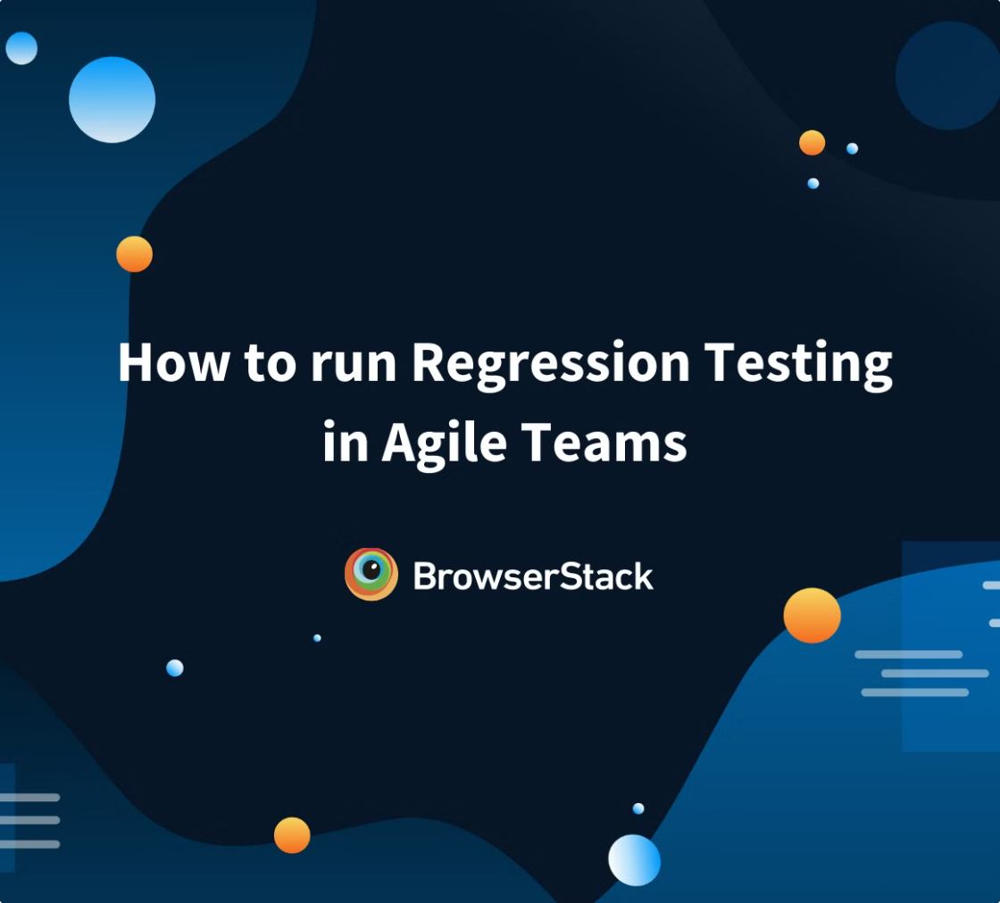 How to run Regression Testing
in Agile Teams
BrowserStack